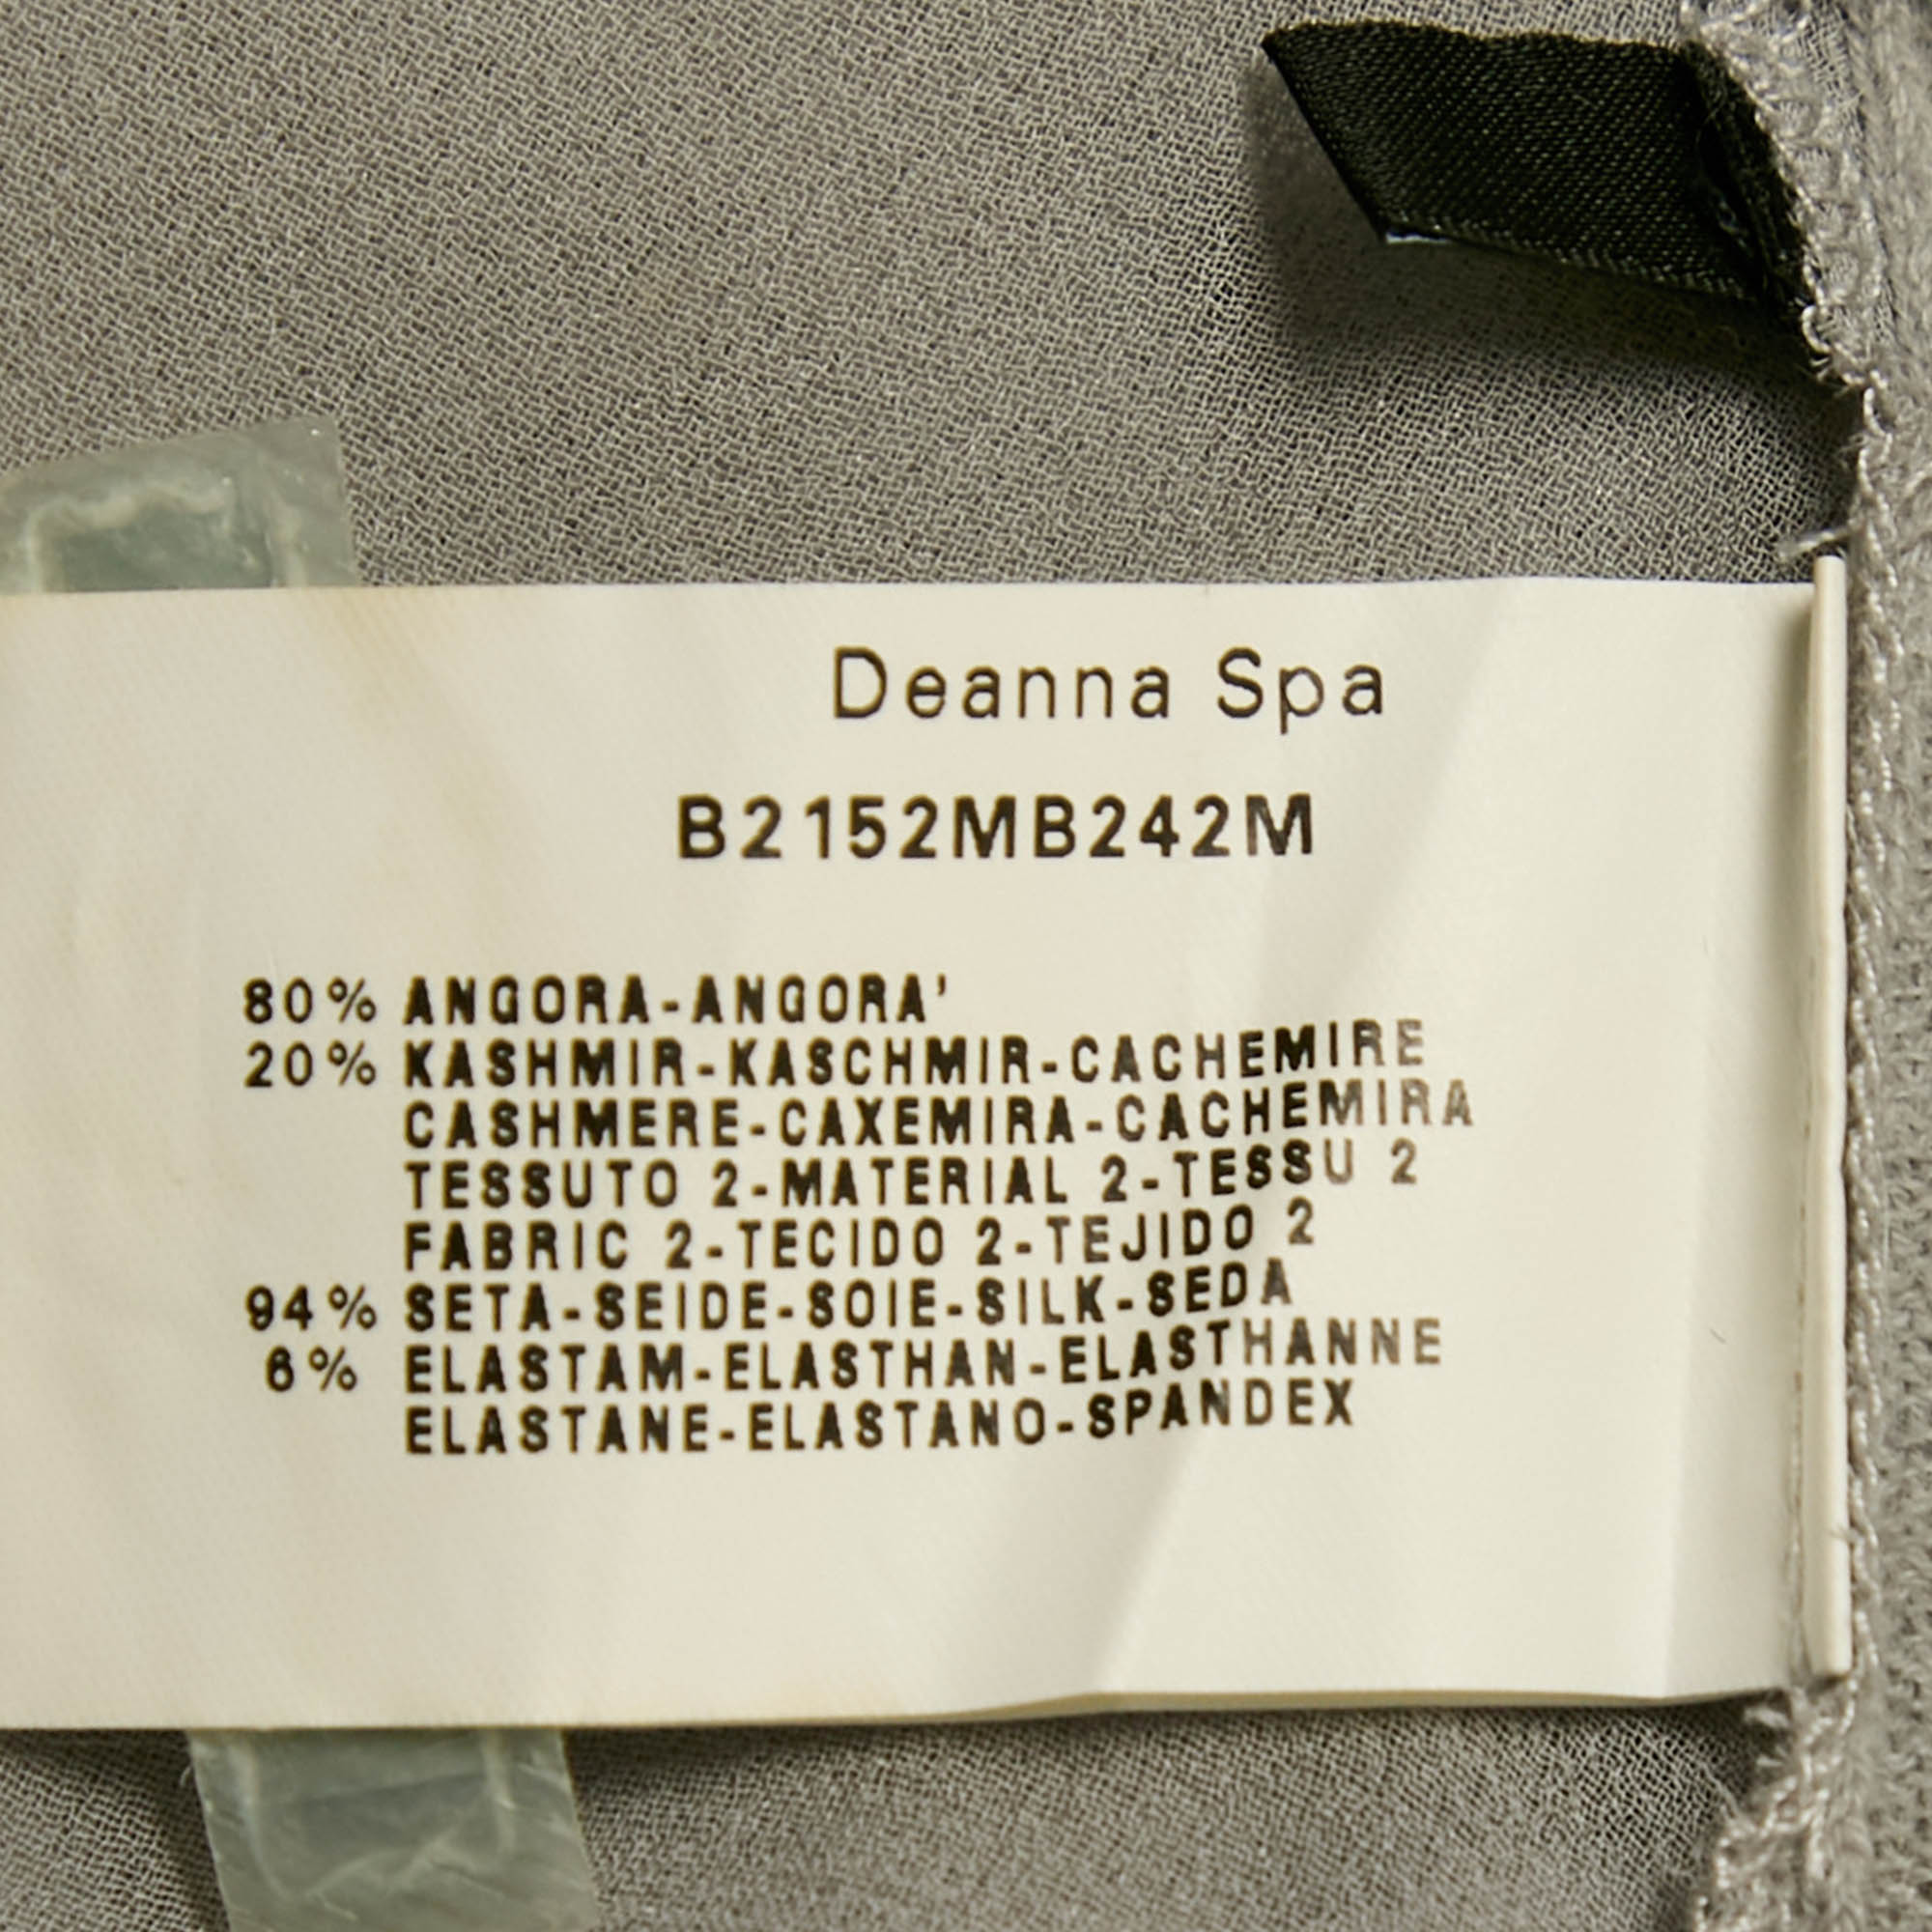 Deanna Spa
B2152MB242M
80% ANGORA-ANGORA'
20% KASHMIR-KASCHMIR-CACHEMIRE
CASHMERE-CAXEMIRA-CACHEMIRA
TESSUTO 2-MATERIAL 2-TESSU 2
FABRIC 2-TECIDO 2-TEJIDO 2
94% SETA-SEIDE-SOIE-SILK-SEDA
6% ELASTAM-ELASTHAN-ELASTHANNE
ELASTANE-ELASTANO-SPANDEX